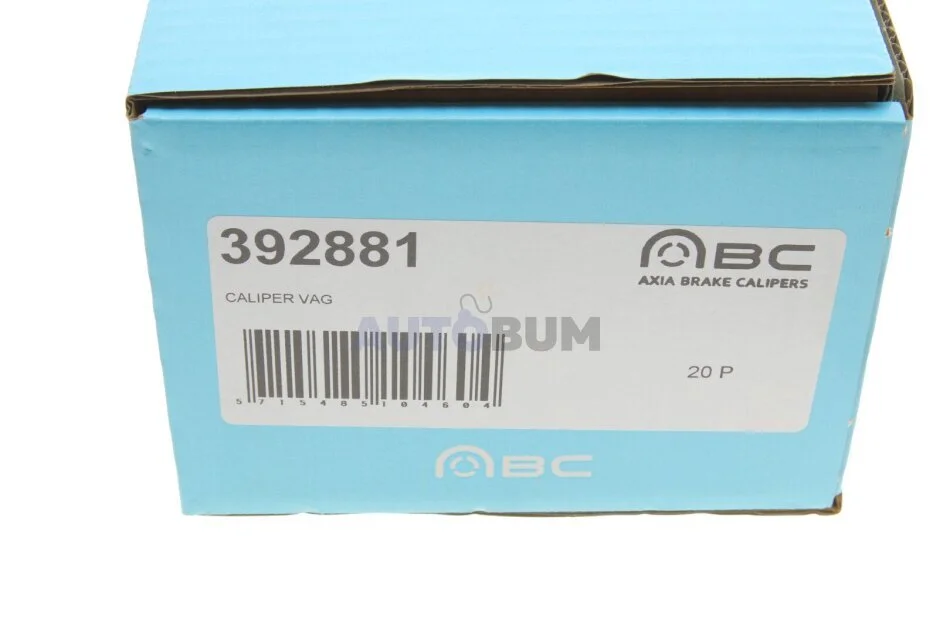 392881
ABC
AXIA BRAKE CALIPERS
CALIPER VAG
AUTOBUM
20 P
5715485104604
ABC